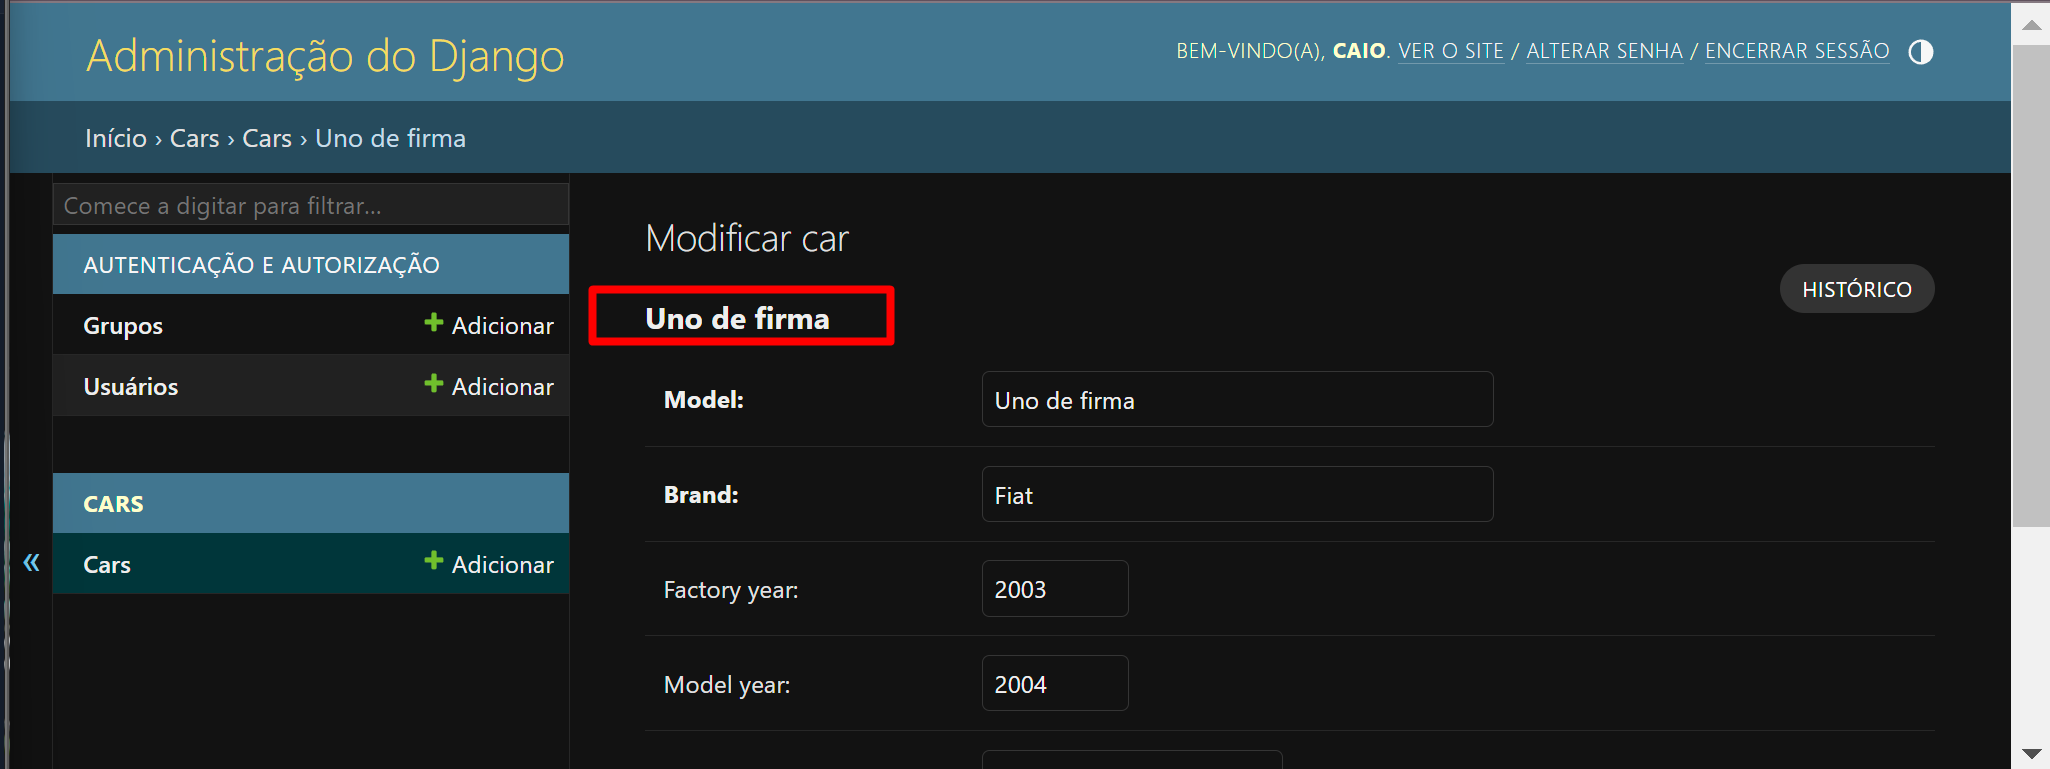 Administração do Django
BEM-VINDO(A), CAIO. VER O SITE / ALTERAR SENHA / ENCERRAR SESSÃO
Início › Cars › Cars › Uno de firma
Comece a digitar para filtrar...
AUTENTICAÇÃO E AUTORIZAÇÃO
Grupos + Adicionar
Usuários + Adicionar
CARS
Cars + Adicionar
«
Modificar car
HISTÓRICO
Uno de firma
Model: Uno de firma
Brand: Fiat
Factory year: 2003
Model year: 2004